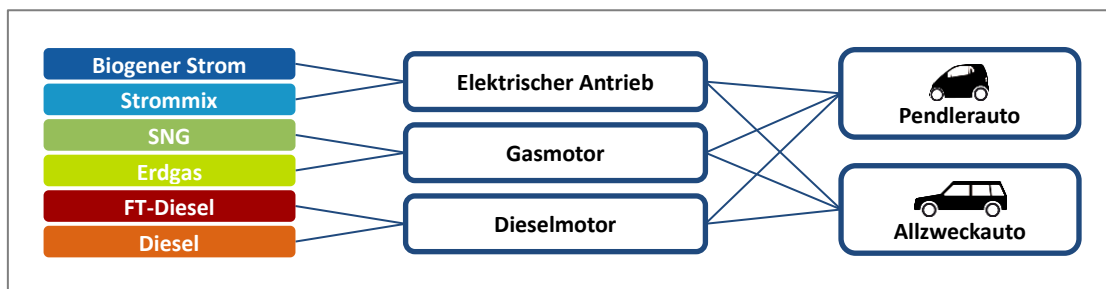 Biogener Strom
Strommix
SNG
Erdgas
FT-Diesel
Diesel
Elektrischer Antrieb
Gasmotor
Dieselmotor
Pendlerauto
Allzweckauto